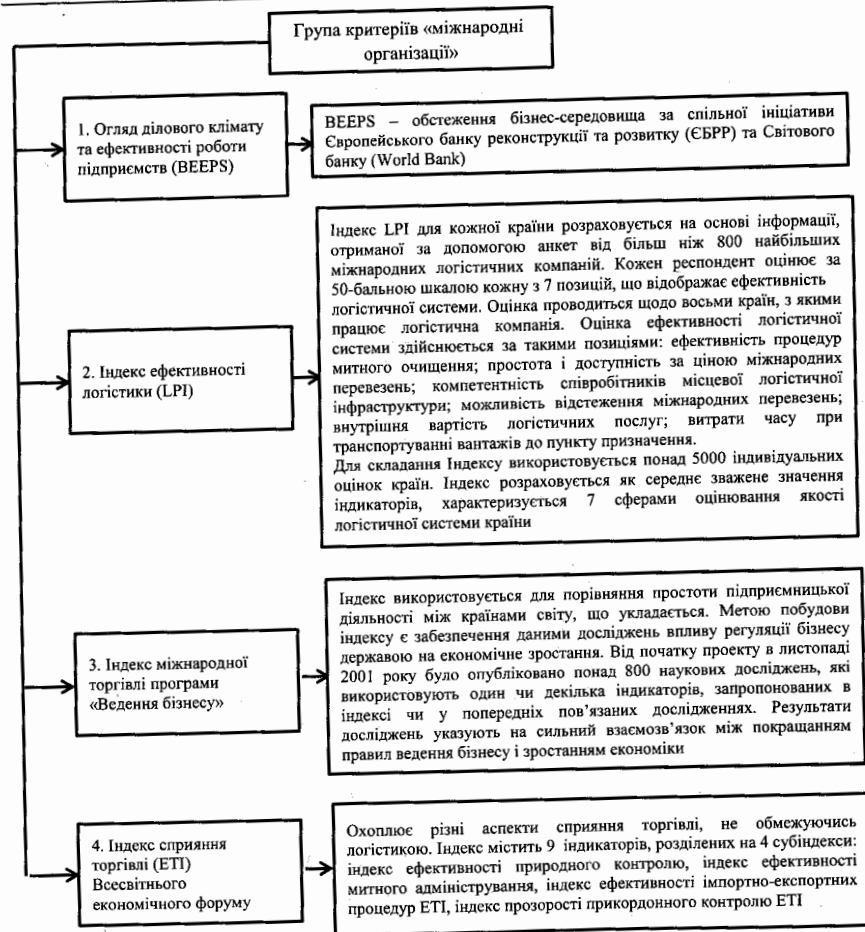 Група критеріїв «міжнародні
організації»
1. Огляд ділового клімату
та ефективності роботи
підприємств (BEEPS)
BEEPS – обстеження бізнес-середовища за спільної ініціативи
Європейського банку реконструкції та розвитку (ЄБРР) та Світового
банку (World Bank)
2. Індекс ефективності
логістики (LPI)
Індекс LPI для кожної країни розраховується на основі інформації,
отриманої за допомогою анкет від більш ніж 800 найбільших
міжнародних логістичних компаній. Кожен респондент оцінює за
50-бальною шкалою кожну з 7 позицій, що відображає ефективність
логістичної системи. Оцінка проводиться щодо восьми країн, з якими
працює логістична компанія. Оцінка ефективності логістичної
системи здійснюється за такими позиціями: ефективність процедур
митного очищення; простота і доступність за ціною міжнародних
перевезень; компетентність співробітників місцевої логістичної
інфраструктури; можливість відстеження міжнародних перевезень;
внутрішня вартість логістичних послуг; витрати часу при
транспортуванні вантажів до пункту призначення.
Для складання Індексу використовується понад 5000 індивідуальних
оцінок країн. Індекс розраховується як середнє зважене значення
індикаторів, характеризується 7 сферами оцінювання якості
логістичної системи країни
3. Індекс міжнародної
торгівлі програми
«Ведення бізнесу»
Індекс використовується для порівняння простоти підприємницької
діяльності між країнами світу, що укладається. Метою побудови
індексу є забезпечення даними досліджень впливу регуляції бізнесу
державою на економічне зростання. Від початку проекту в листопаді
2001 року було опубліковано понад 800 наукових досліджень, які
використовують один чи декілька індикаторів, запропонованих в
індексі чи у попередніх пов’язаних дослідженнях. Результати
досліджень указують на сильний взаємозв’язок між покращанням
правил ведення бізнесу і зростанням економіки
4. Індекс сприяння
торгівлі (ETI)
Всесвітнього
економічного форуму
Охоплює різні аспекти сприяння торгівлі, не обмежуючись
логістикою. Індекс містить 9 індикаторів, розділених на 4 субіндекси:
індекс ефективності природного контролю, індекс ефективності
митного адміністрування, індекс ефективності імпортно-експортних
процедур ETI, індекс прозорості прикордонного контролю ETI